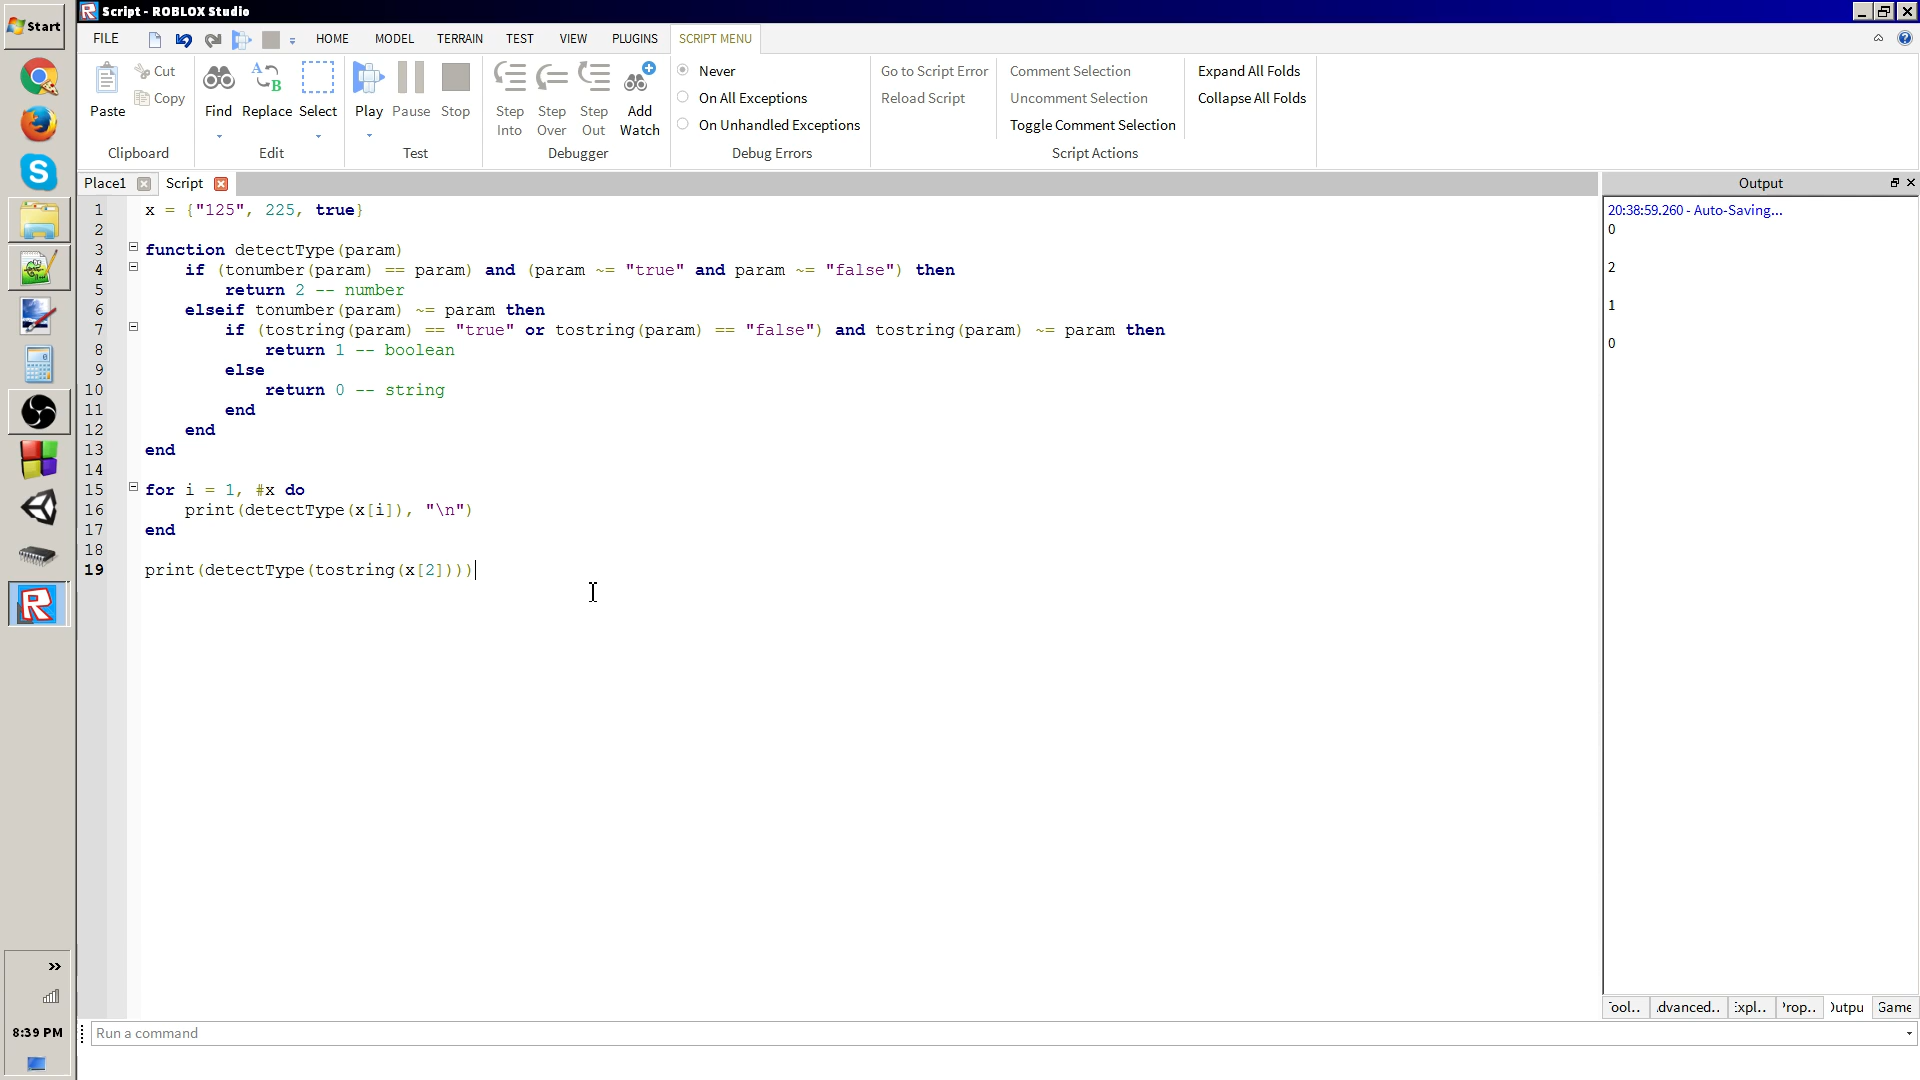 Start
Script - ROBLOX Studio
FILE HOME MODEL TERRAIN TEST VIEW PLUGINS SCRIPT MENU
Paste
Cut
Copy
Clipboard
Find Replace Select
Edit
Play Pause Stop
Test
Step Into
Step Over
Step Out
Add Watch
Debugger
Never
On All Exceptions
On Unhandled Exceptions
Debug Errors
Go to Script Error
Reload Script
Comment Selection
Uncomment Selection
Toggle Comment Selection
Script Actions
Expand All Folds
Collapse All Folds
Place1 Script
1 x = {"125", 225, true}
2
3 function detectType(param)
4 if (tonumber(param) == param) and (param ~= "true" and param ~= "false") then
5 return 2 -- number
6 elseif tonumber(param) ~= param then
7 if (tostring(param) == "true" or tostring(param) == "false") and tostring(param) ~= param then
8 return 1 -- boolean
9 else
10 return 0 -- string
11 end
12 end
13 end
14
15 for i = 1, #x do
16 print(detectType(x[i]), "\n")
17 end
18
19 print(detectType(tostring(x[2])))
Output
20:38:59.260 - Auto-Saving...
0
2
1
0
ool.. dvanced.. xpl.. rop.. utpu Game
Run a command
8:39 PM